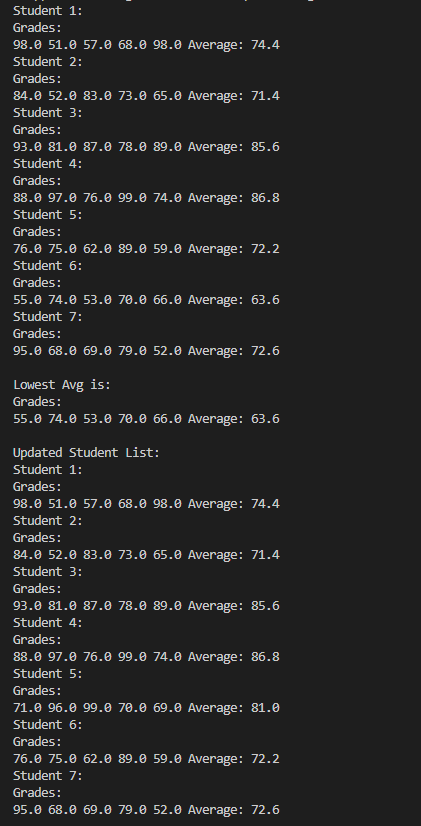 Student 1:
Grades:
98.0 51.0 57.0 68.0 98.0 Average: 74.4
Student 2:
Grades:
84.0 52.0 83.0 73.0 65.0 Average: 71.4
Student 3:
Grades:
93.0 81.0 87.0 78.0 89.0 Average: 85.6
Student 4:
Grades:
88.0 97.0 76.0 99.0 74.0 Average: 86.8
Student 5:
Grades:
76.0 75.0 62.0 89.0 59.0 Average: 72.2
Student 6:
Grades:
55.0 74.0 53.0 70.0 66.0 Average: 63.6
Student 7:
Grades:
95.0 68.0 69.0 79.0 52.0 Average: 72.6
Lowest Avg is:
Grades:
55.0 74.0 53.0 70.0 66.0 Average: 63.6
Updated Student List:
Student 1:
Grades:
98.0 51.0 57.0 68.0 98.0 Average: 74.4
Student 2:
Grades:
84.0 52.0 83.0 73.0 65.0 Average: 71.4
Student 3:
Grades:
93.0 81.0 87.0 78.0 89.0 Average: 85.6
Student 4:
Grades:
88.0 97.0 76.0 99.0 74.0 Average: 86.8
Student 5:
Grades:
71.0 96.0 99.0 70.0 69.0 Average: 81.0
Student 6:
Grades:
76.0 75.0 62.0 89.0 59.0 Average: 72.2
Student 7:
Grades:
95.0 68.0 69.0 79.0 52.0 Average: 72.6